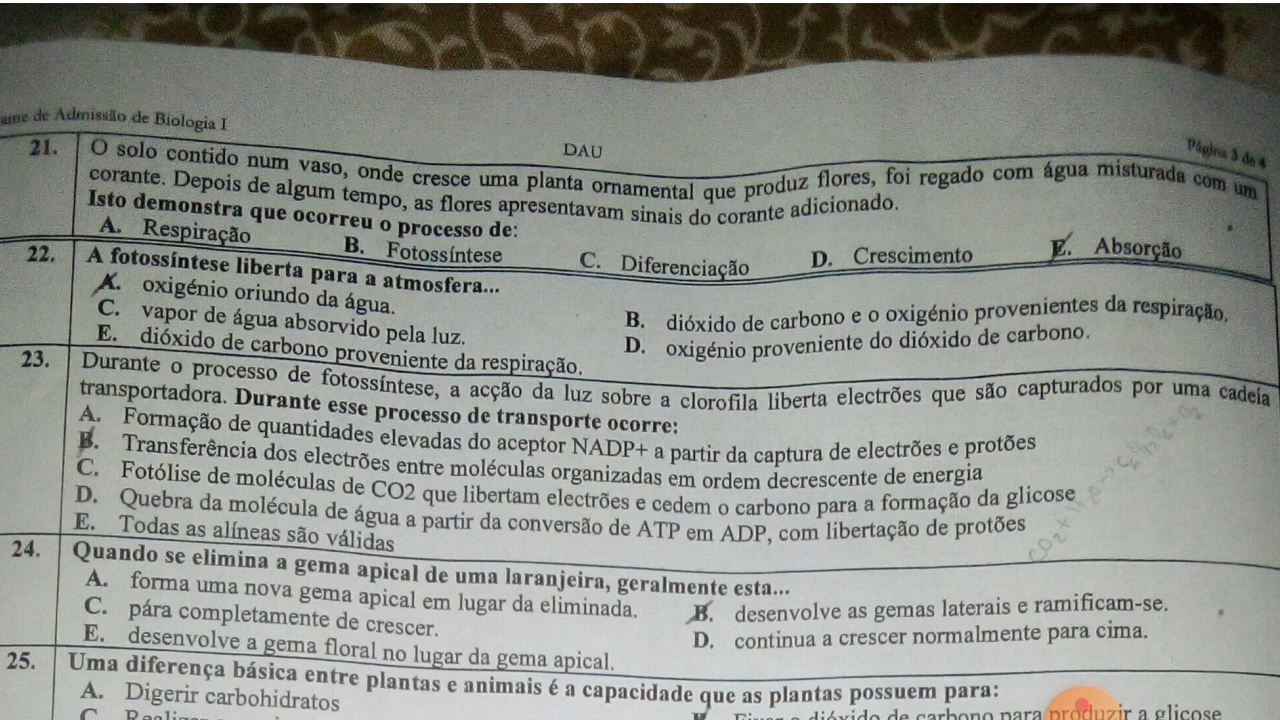 ame de Admissão de Biologia I
DAU
Página 3 de 4
21. O solo contido num vaso, onde cresce uma planta ornamental que produz flores, foi regado com água misturada com um
corante. Depois de algum tempo, as flores apresentavam sinais do corante adicionado.
Isto demonstra que ocorreu o processo de:
A. Respiração B. Fotossíntese C. Diferenciação D. Crescimento E. Absorção
22. A fotossíntese liberta para a atmosfera...
A. oxigénio oriundo da água. B. dióxido de carbono e o oxigénio provenientes da respiração.
C. vapor de água absorvido pela luz. D. oxigénio proveniente do dióxido de carbono.
E. dióxido de carbono proveniente da respiração.
23. Durante o processo de fotossíntese, a acção da luz sobre a clorofila liberta electrões que são capturados por uma cadeia
transportadora. Durante esse processo de transporte ocorre:
A. Formação de quantidades elevadas do aceptor NADP+ a partir da captura de electrões e protões
B. Transferência dos electrões entre moléculas organizadas em ordem decrescente de energia
C. Fotólise de moléculas de CO2 que libertam electrões e cedem o carbono para a formação da glicose
D. Quebra da molécula de água a partir da conversão de ATP em ADP, com libertação de protões
E. Todas as alíneas são válidas
24. Quando se elimina a gema apical de uma laranjeira, geralmente esta...
A. forma uma nova gema apical em lugar da eliminada. B. desenvolve as gemas laterais e ramificam-se.
C. pára completamente de crescer. D. continua a crescer normalmente para cima.
E. desenvolve a gema floral no lugar da gema apical.
25. Uma diferença básica entre plantas e animais é a capacidade que as plantas possuem para:
A. Digerir carbohidratos B. Fixar o dióxido de carbono para produzir a glicose
C.